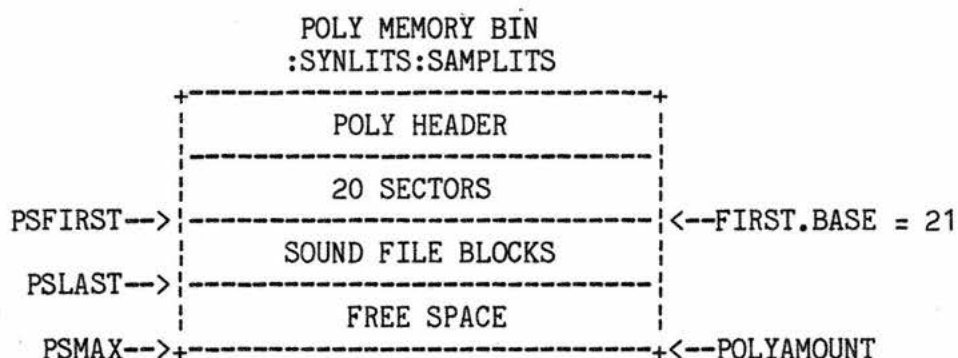 POLY MEMORY BIN
:SYNLITS:SAMPLITS
POLY HEADER
20 SECTORS
PSFIRST--> <--FIRST.BASE = 21
SOUND FILE BLOCKS
PSLAST-->
FREE SPACE
PSMAX--> <--POLYAMOUNT